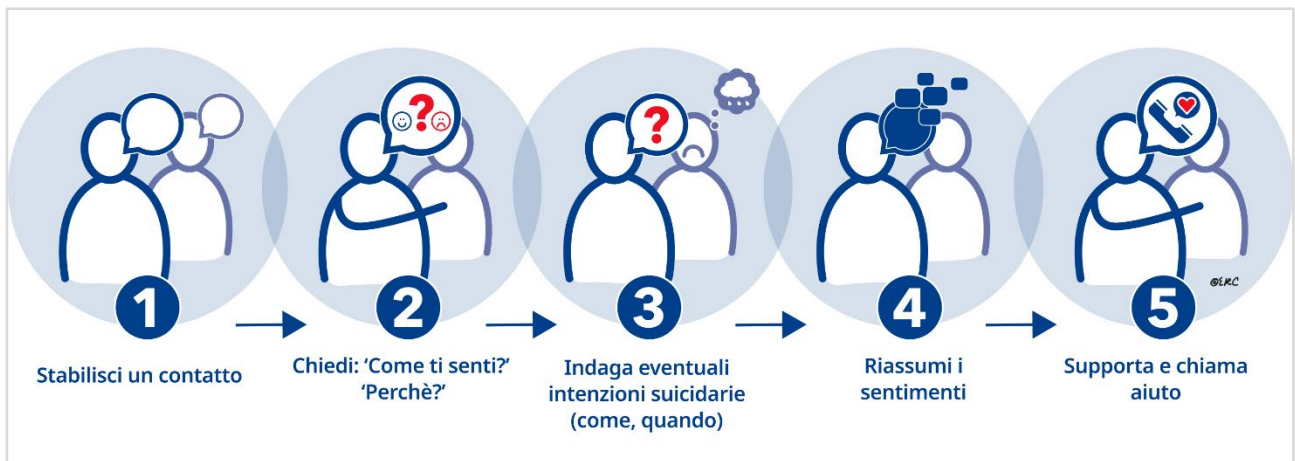 ?
?
@ERC
1
2
3
4
5
Stabilisci un contatto
Chiedi: ‘Come ti senti?’
‘Perchè?’
Indaga eventuali
intenzioni suicidarie
(come, quando)
Riassumi i
sentimenti
Supporta e chiama
aiuto